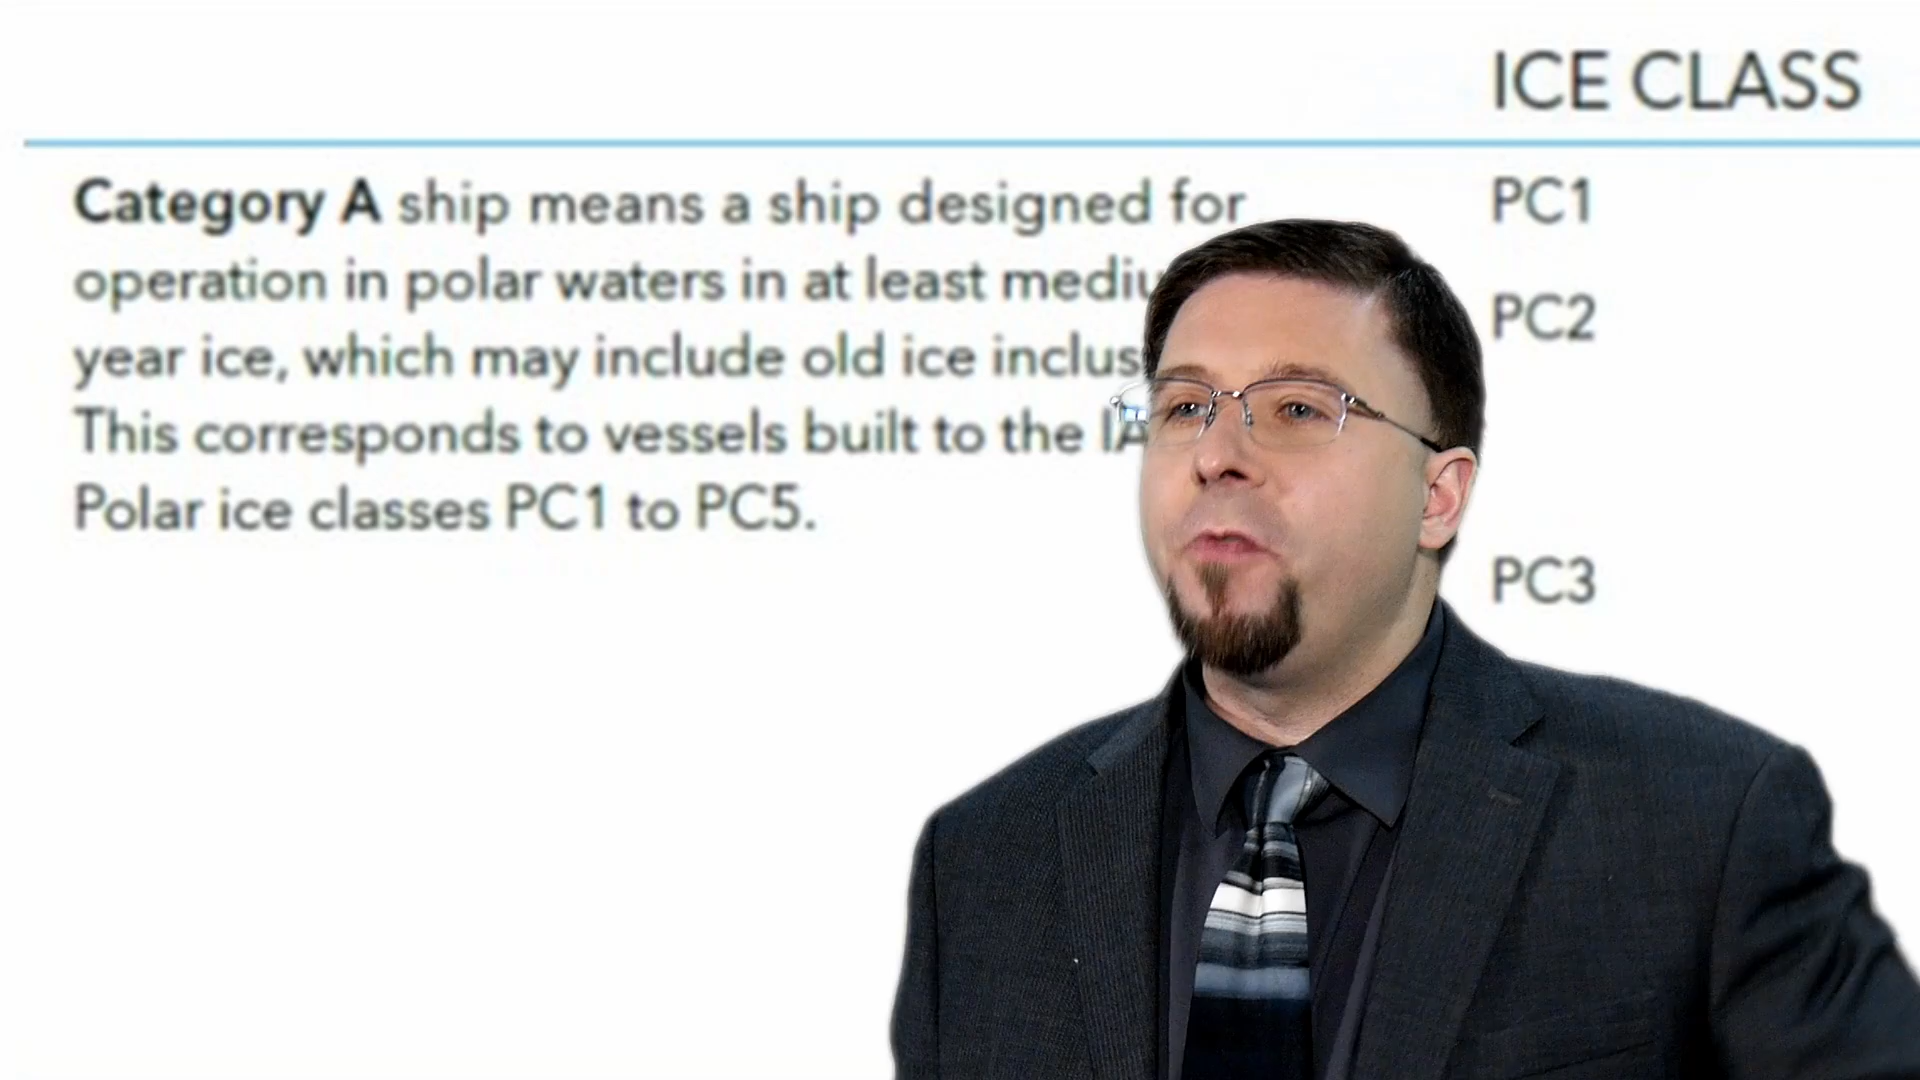 ICE CLASS
Category A ship means a ship designed for
operation in polar waters in at least
year ice, which may include old ice
This corresponds to vessels built to the
Polar ice classes PC1 to PC5.
PC1
PC2
PC3